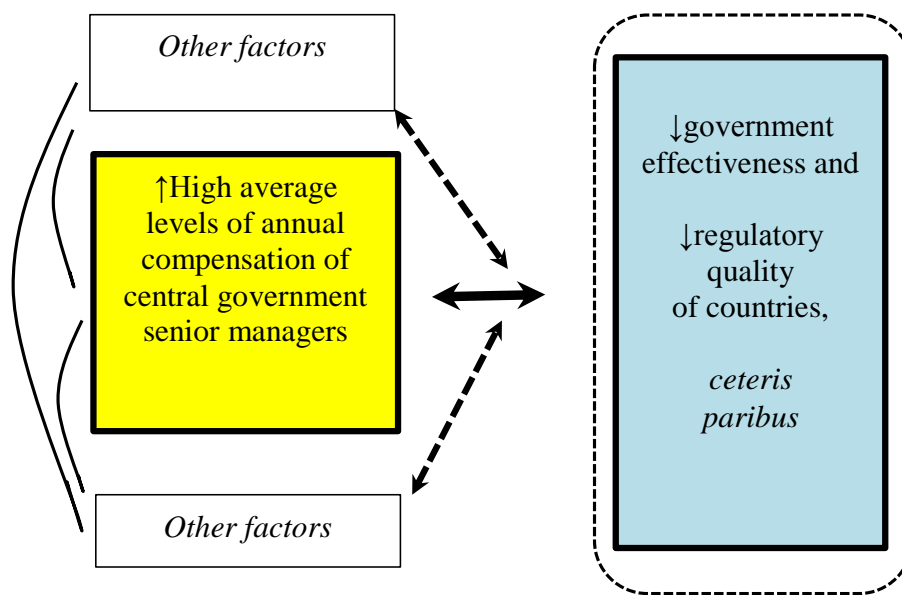 Other factors
↑High average
levels of annual
compensation of
central government
senior managers
Other factors
↓government
effectiveness and
↓regulatory
quality
of countries,
ceteris
paribus